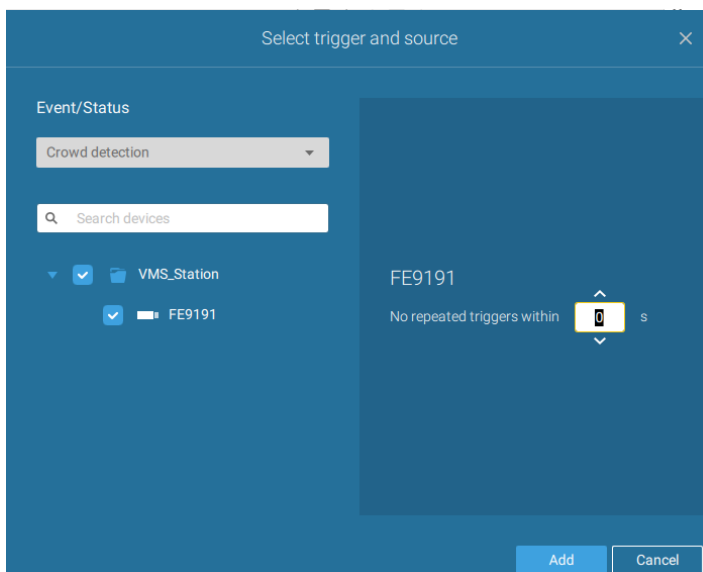 Select trigger and source
Event/Status
Crowd detection
Search devices
VMS_Station
FE9191
FE9191
No repeated triggers within 0 s
Add Cancel